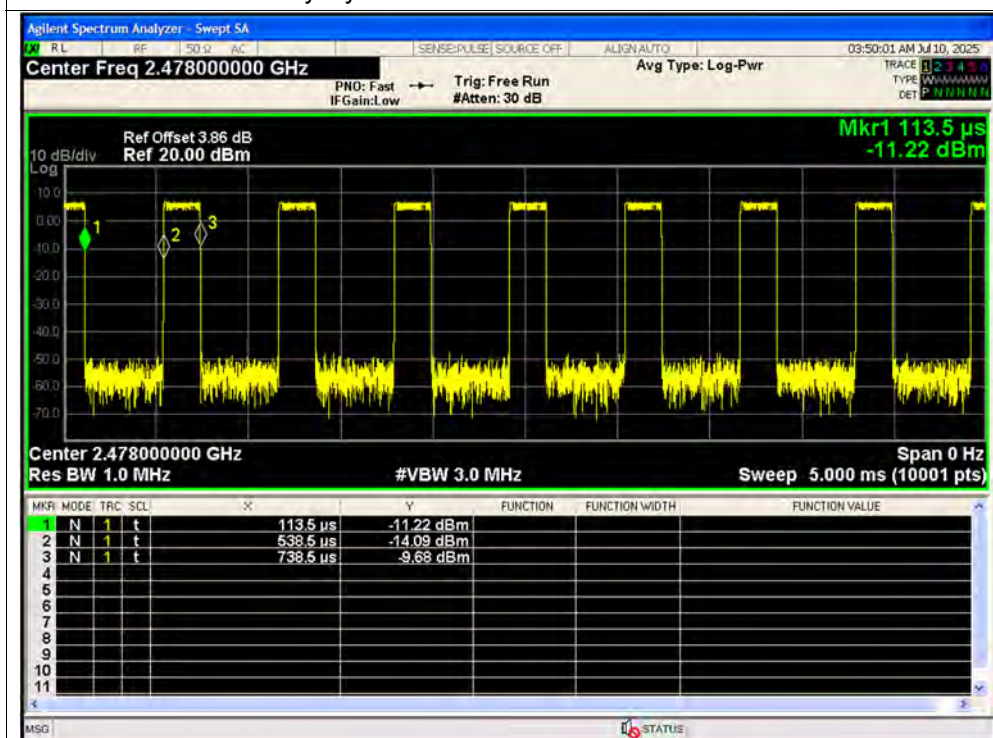 Agilent Spectrum Analyzer - Swept SA
RL RF 50 Ω AC SENSE:PULSE SOURCE OFF ALIGN AUTO 03:50:01 AM Jul 10, 2025
Center Freq 2.478000000 GHz Avg Type: Log-Pwr TRACE 1 2 3 4 5 6
PNO: Fast Trig: Free Run TYPE WWWWWW
IFGain:Low #Atten: 30 dB DET P N N N N N
Mkr1 113.5 µs
-11.22 dBm
Ref Offset 3.86 dB
10 dB/div Ref 20.00 dBm
Log
10.0
0.00
-10.0
-20.0
-30.0
-40.0
-50.0
-60.0
-70.0
1
2
3
Center 2.478000000 GHz Span 0 Hz
Res BW 1.0 MHz #VBW 3.0 MHz Sweep 5.000 ms (10001 pts)
MKR MODE TRC SCL X Y FUNCTION FUNCTION WIDTH FUNCTION VALUE
1 N 1 t 113.5 µs -11.22 dBm
2 N 1 t 538.5 µs -14.09 dBm
3 N 1 t 738.5 µs -9.68 dBm
4
5
6
7
8
9
10
11
MSG STATUS